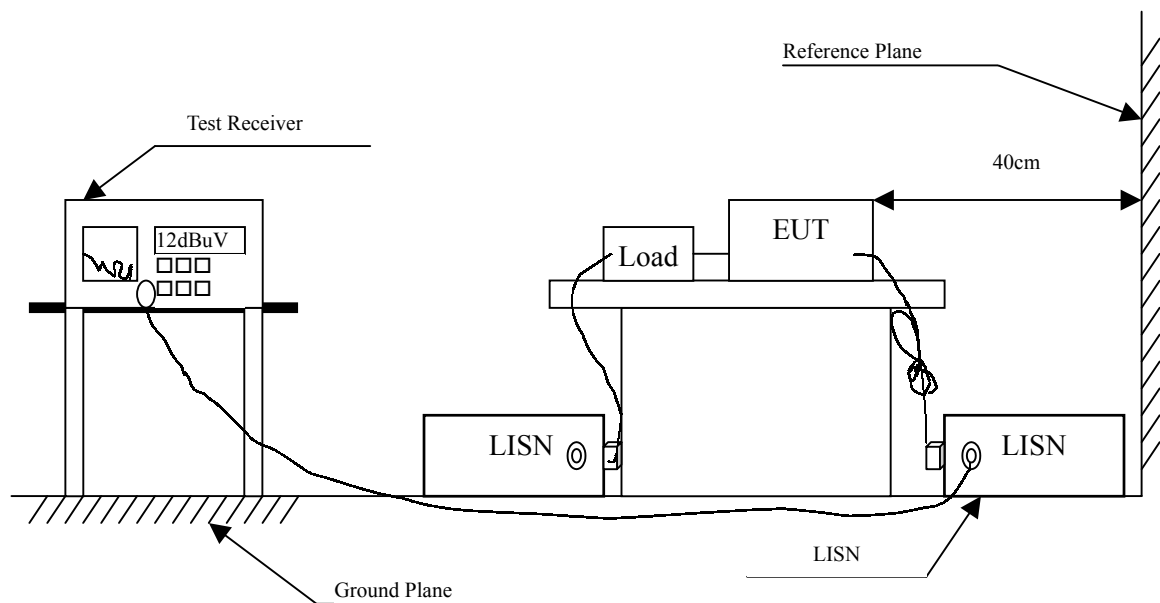 Reference Plane
Test Receiver
40cm
12dBuV
EUT
Load
LISN
LISN
LISN
Ground Plane